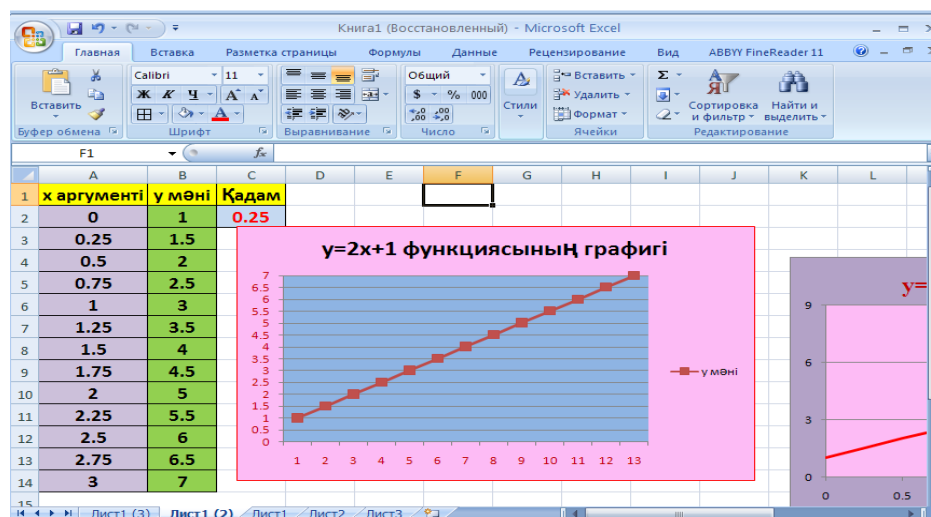 Книга1 (Восстановленный) - Microsoft Excel
Главная Вставка Разметка страницы Формулы Данные Рецензирование Вид ABBYY FineReader 11
Calibri 11 Общий Вставить Σ
Вставить Ж К Ч $ % 000 Стили Удалить Сортировка и фильтр Найти и выделить
Формат
Буфер обмена Шрифт Выравнивание Число Ячейки Редактирование
F1 fx
A B C D E F G H I J K L
1 х аргументі у мәні Қадам
2 0 1 0.25
3 0.25 1.5
4 0.5 2
5 0.75 2.5
6 1 3
7 1.25 3.5
8 1.5 4
9 1.75 4.5
10 2 5
11 2.25 5.5
12 2.5 6
13 2.75 6.5
14 3 7
15
y=2x+1 функциясының графигі
7
6.5
6
5.5
5
4.5
4
3.5
3
2.5
2
1.5
1
0.5
0
1 2 3 4 5 6 7 8 9 10 11 12 13
у мәні
y=
9
6
3
0
0 0.5
Лист1 (3) Лист1 (2) Лист1 Лист2 Лист3